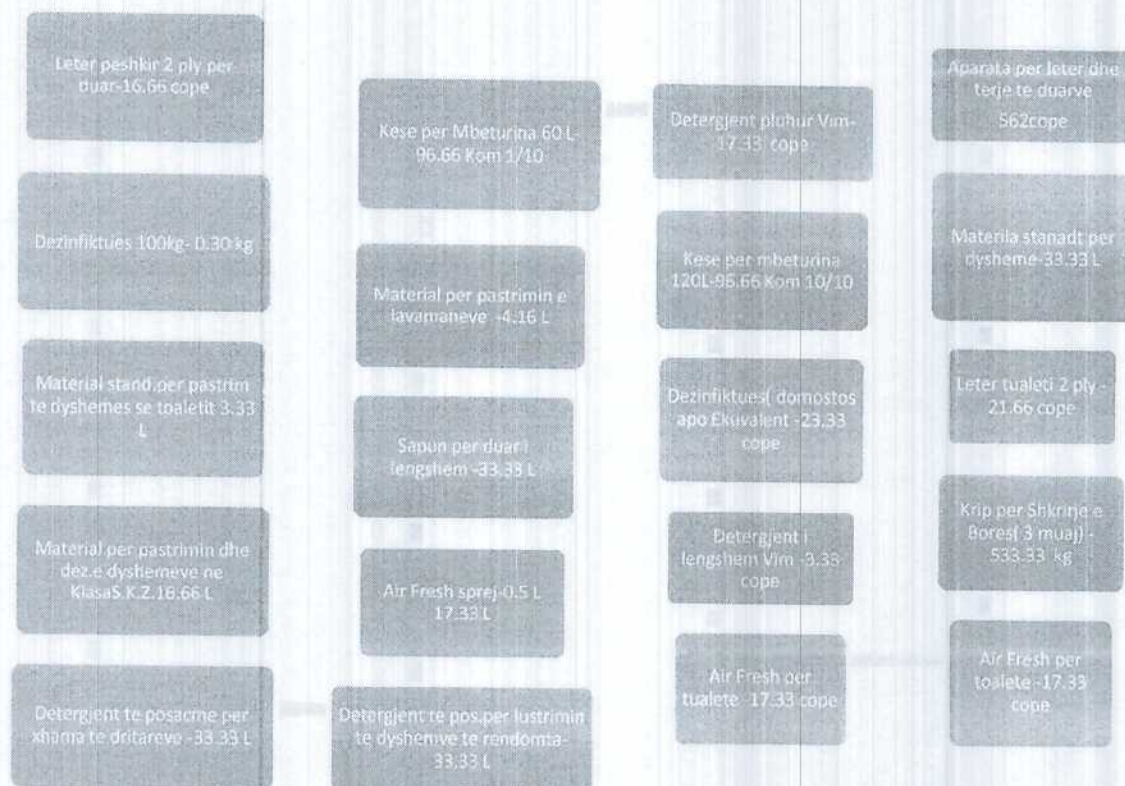 Leter peshkir 2 ply per
duar-16.66 cope
Dezinfiktues 100kg- 0.30 kg
Material stand.per pastrim
te dyshemes se toaletit 3.33
L
Material per pastrimin dhe
dez.e dyshemeve ne
KlasaS.K.Z.16.66 L
Detergjent te posacme per
xhama te dritareve -33.33 L
Kese per Mbeturina 60 L-
96.66 Kom 1/10
Material per pastrimin e
lavamaneve -4.16 L
Sapun per duar i
lengshem -33.33 L
Air Fresh sprej-0.5 L
17.33 L
Detergjent te pos.per lustrimin
te dyshemve te rendomta-
33.33 L
Detergjent pluhur Vim-
17.33 cope
Kese per mbeturina
120L-96.66 Kom 10/10
Dezinfiktues( domostos
apo Ekuvalent -23.33
cope
Detergjent i
lengshem Vim -3.33
cope
Air Fresh per
tualete -17.33 cope
Aparata per leter dhe
terje te duarve
562cope
Materila stanadt per
dysheme-33.33 L
Leter tualeti 2 ply -
21.66 cope
Krip per Shkrirje e
Bores( 3 muaj) -
533.33 kg
Air Fresh per
toalete -17.33
cope